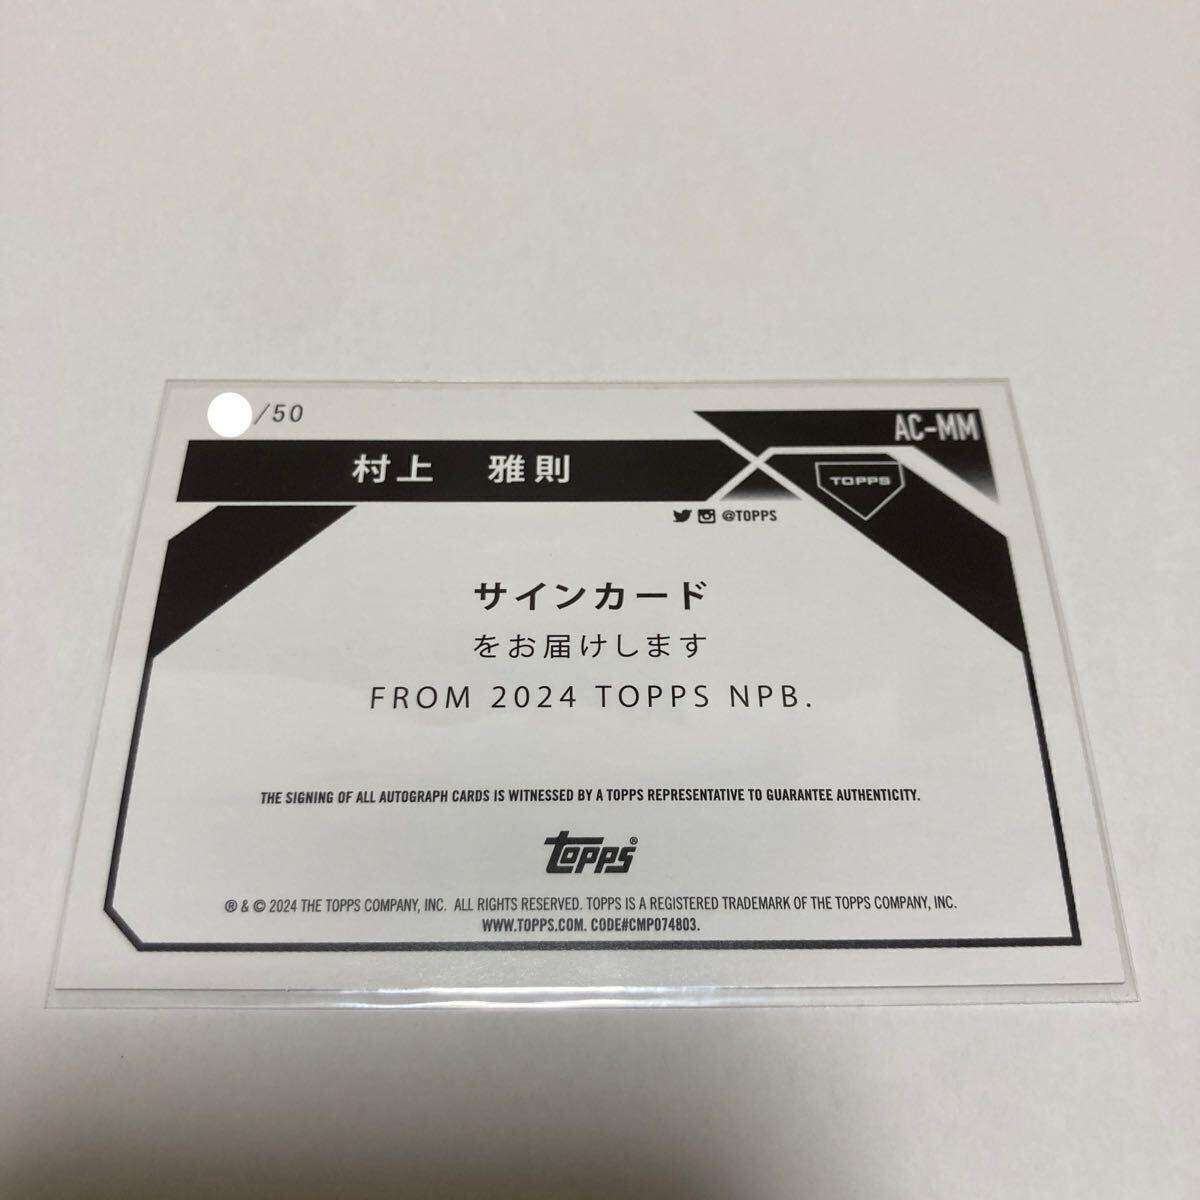 /50
AC-MM
村上 雅則
TOPPS
@TOPPS
サインカード
をお届けします
FROM 2024 TOPPS NPB.
THE SIGNING OF ALL AUTOGRAPH CARDS IS WITNESSED BY A TOPPS REPRESENTATIVE TO GUARANTEE AUTHENTICITY.
topps®
® & © 2024 THE TOPPS COMPANY, INC. ALL RIGHTS RESERVED. TOPPS IS A REGISTERED TRADEMARK OF THE TOPPS COMPANY, INC.
WWW.TOPPS.COM. CODE#CMP074803.